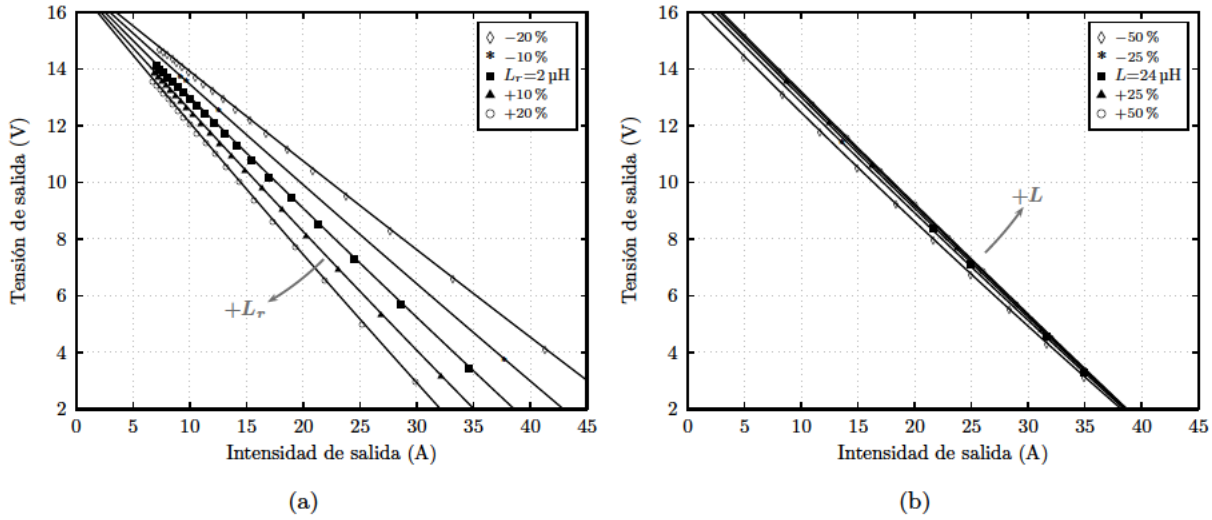 16
14
12
10
8
6
4
2
Tensión de salida (V)
−20 %
−10 %
Lr=2 µH
+10 %
+20 %
+Lr
0 5 10 15 20 25 30 35 40 45
Intensidad de salida (A)
(a)
16
14
12
10
8
6
4
2
Tensión de salida (V)
−50 %
−25 %
L=24 µH
+25 %
+50 %
+L
0 5 10 15 20 25 30 35 40 45
Intensidad de salida (A)
(b)